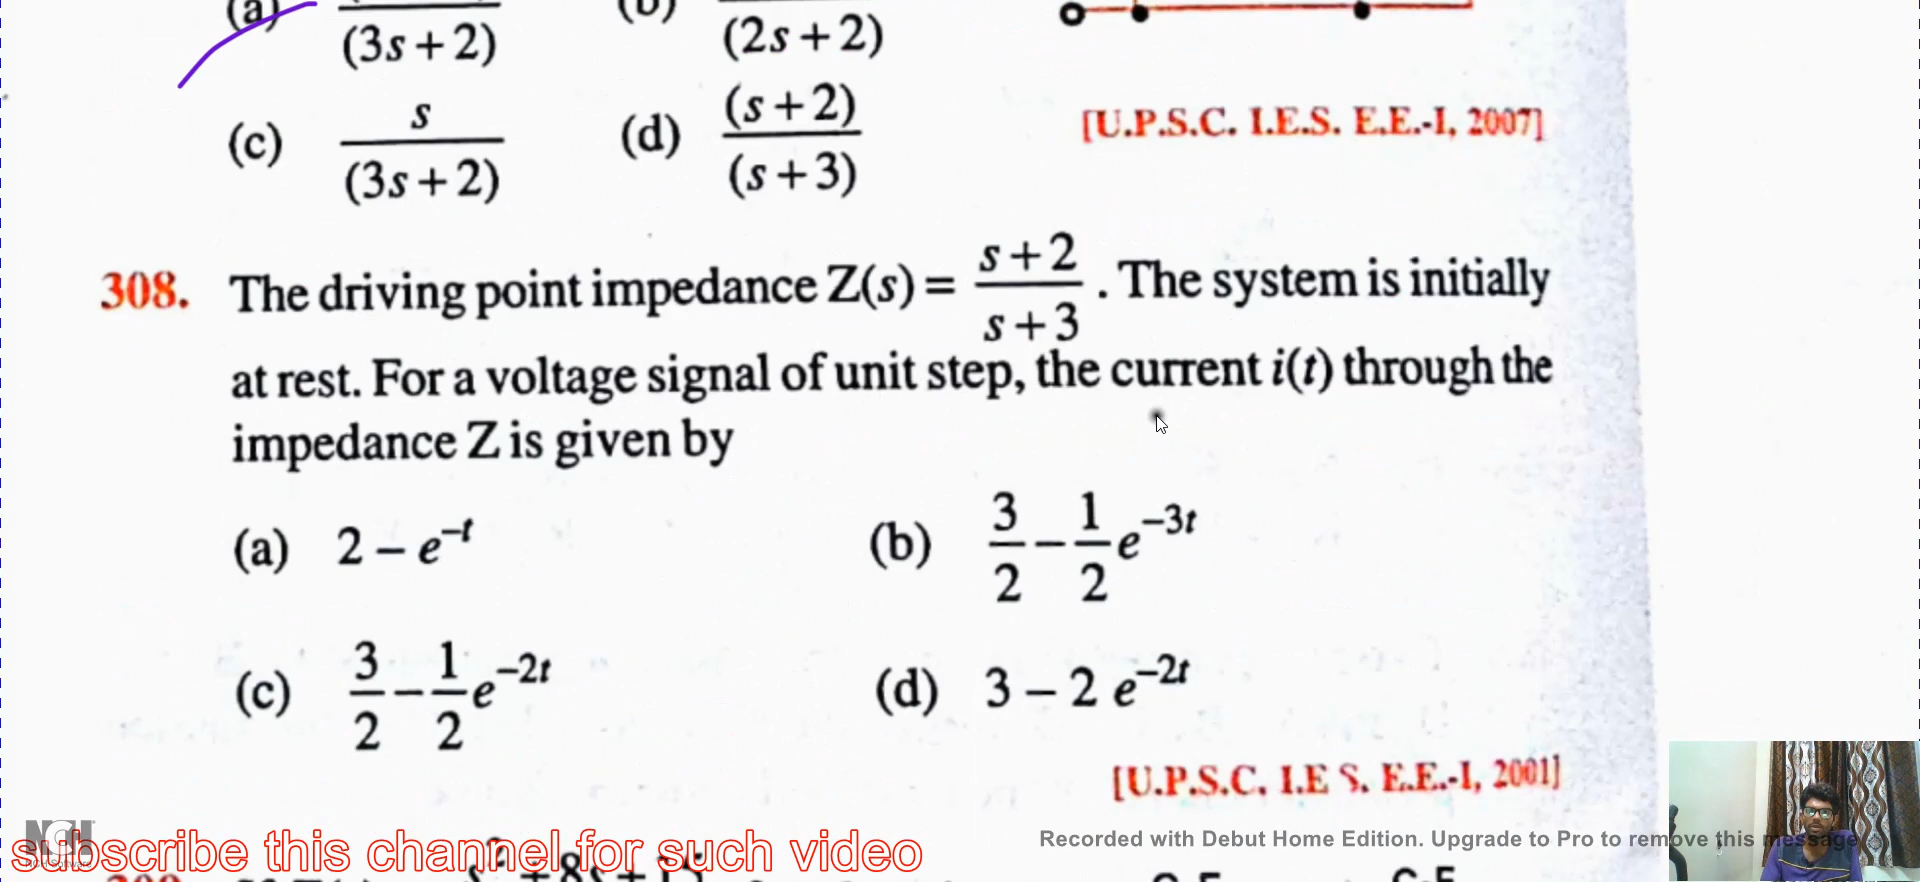 (a) (3s+2) (b) (2s+2)
(c) s/(3s+2) (d) (s+2)/(s+3)
[U.P.S.C. I.E.S. E.E.-I, 2007]
308. The driving point impedance Z(s) = s+2/s+3 . The system is initially
at rest. For a voltage signal of unit step, the current i(t) through the
impedance Z is given by
(a) 2 – e^–t (b) 3/2 – 1/2 e^–3t
(c) 3/2 – 1/2 e^–2t (d) 3 – 2 e^–2t
[U.P.S.C. I.E S. E.E.-I, 2001]
NCH
Recorded with Debut Home Edition. Upgrade to Pro to remove this message
subscribe this channel for such video